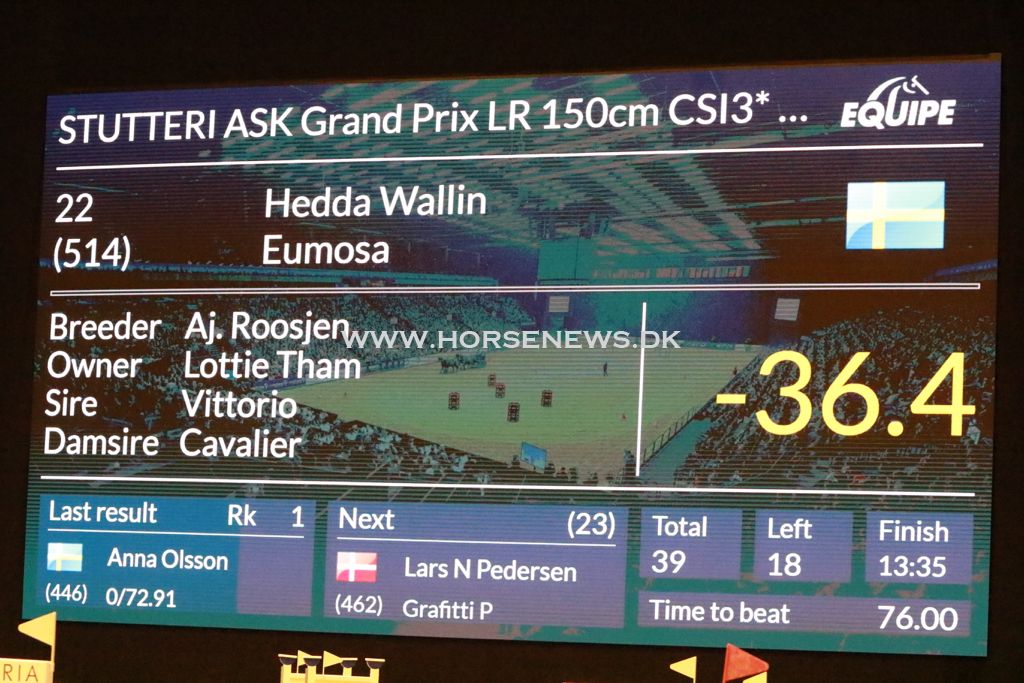 STUTTERI ASK Grand Prix LR 150cm CSI3* ...
EQUIPE
22 Hedda Wallin
(514) Eumosa
Breeder Aj. Roosjen
WWW.HORSENEWS.DK
Owner Lottie Tham
Sire Vittorio
Damsire Cavalier
-36.4
Last result Rk 1
Anna Olsson
(446) 0/72.91
Next (23)
Lars N Pedersen
(462) Grafitti P
Total
39
Left
18
Finish
13:35
Time to beat 76.00
RIA